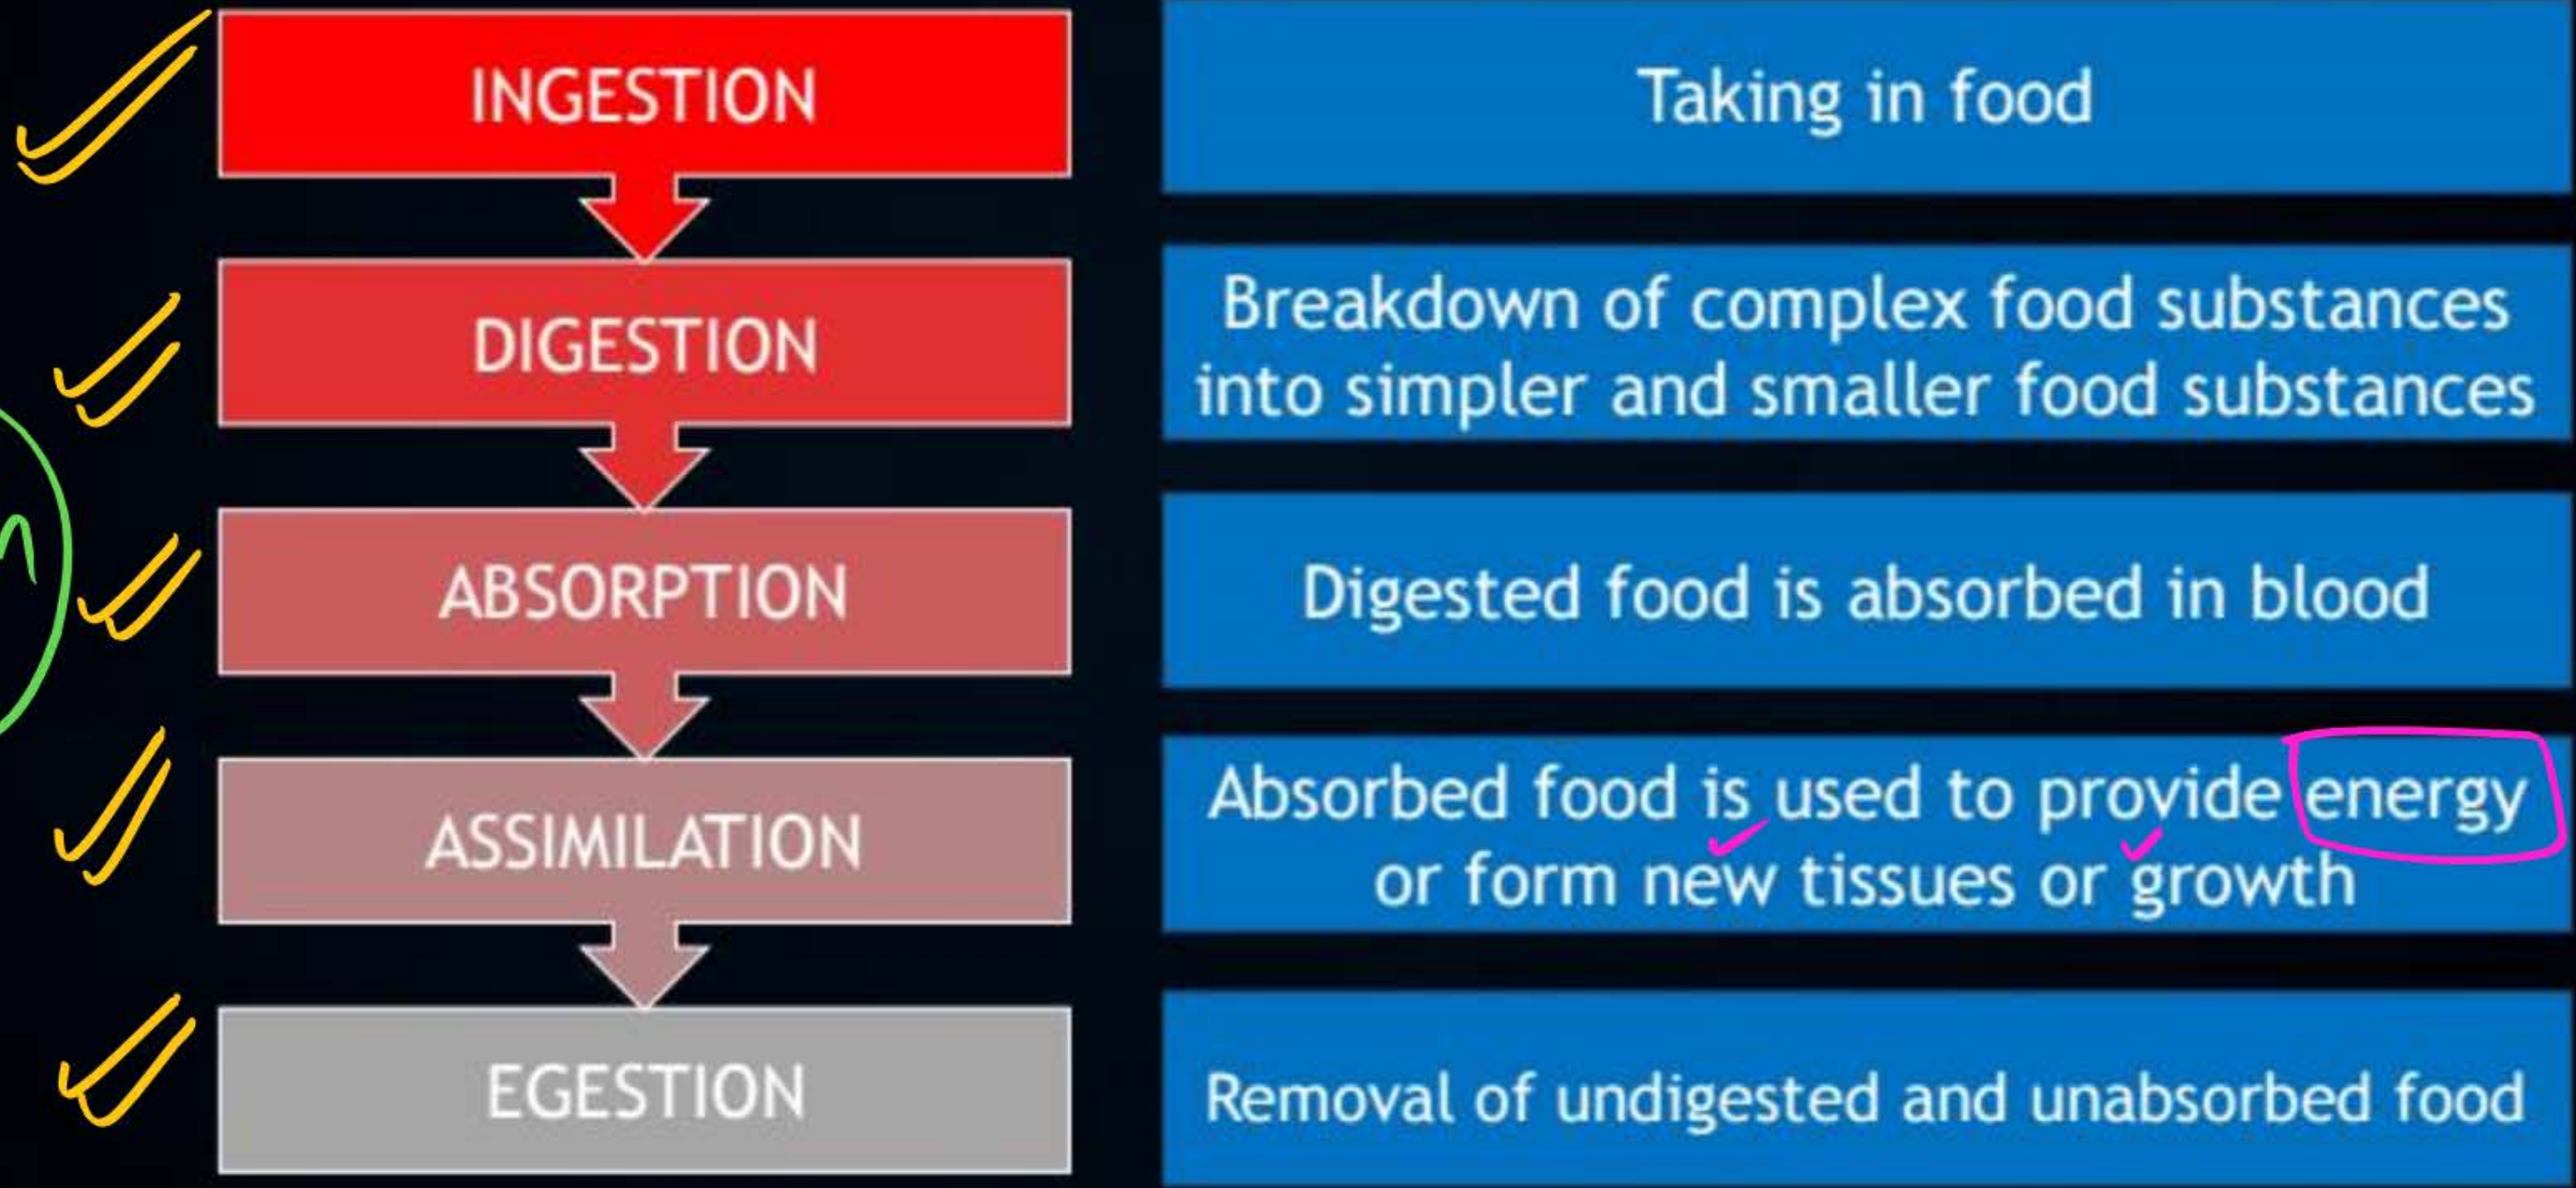 INGESTION
Taking in food
DIGESTION
Breakdown of complex food substances
into simpler and smaller food substances
ABSORPTION
Digested food is absorbed in blood
ASSIMILATION
Absorbed food is used to provide energy
or form new tissues or growth
EGESTION
Removal of undigested and unabsorbed food